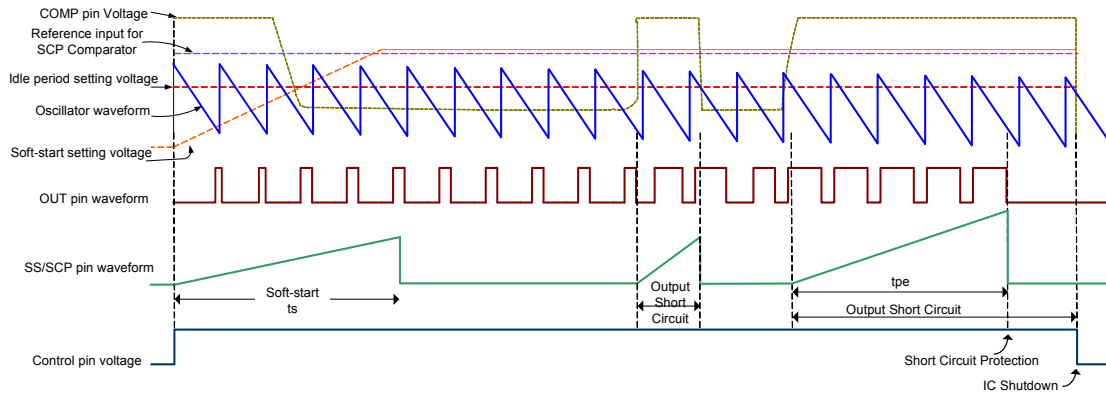 COMP pin Voltage
Reference input for
SCP Comparator
Idle period setting voltage
Oscillator waveform
Soft-start setting voltage
OUT pin waveform
SS/SCP pin waveform
Soft-start
ts
Output
Short
Circuit
tpe
Output Short Circuit
Control pin voltage
Short Circuit Protection
IC Shutdown